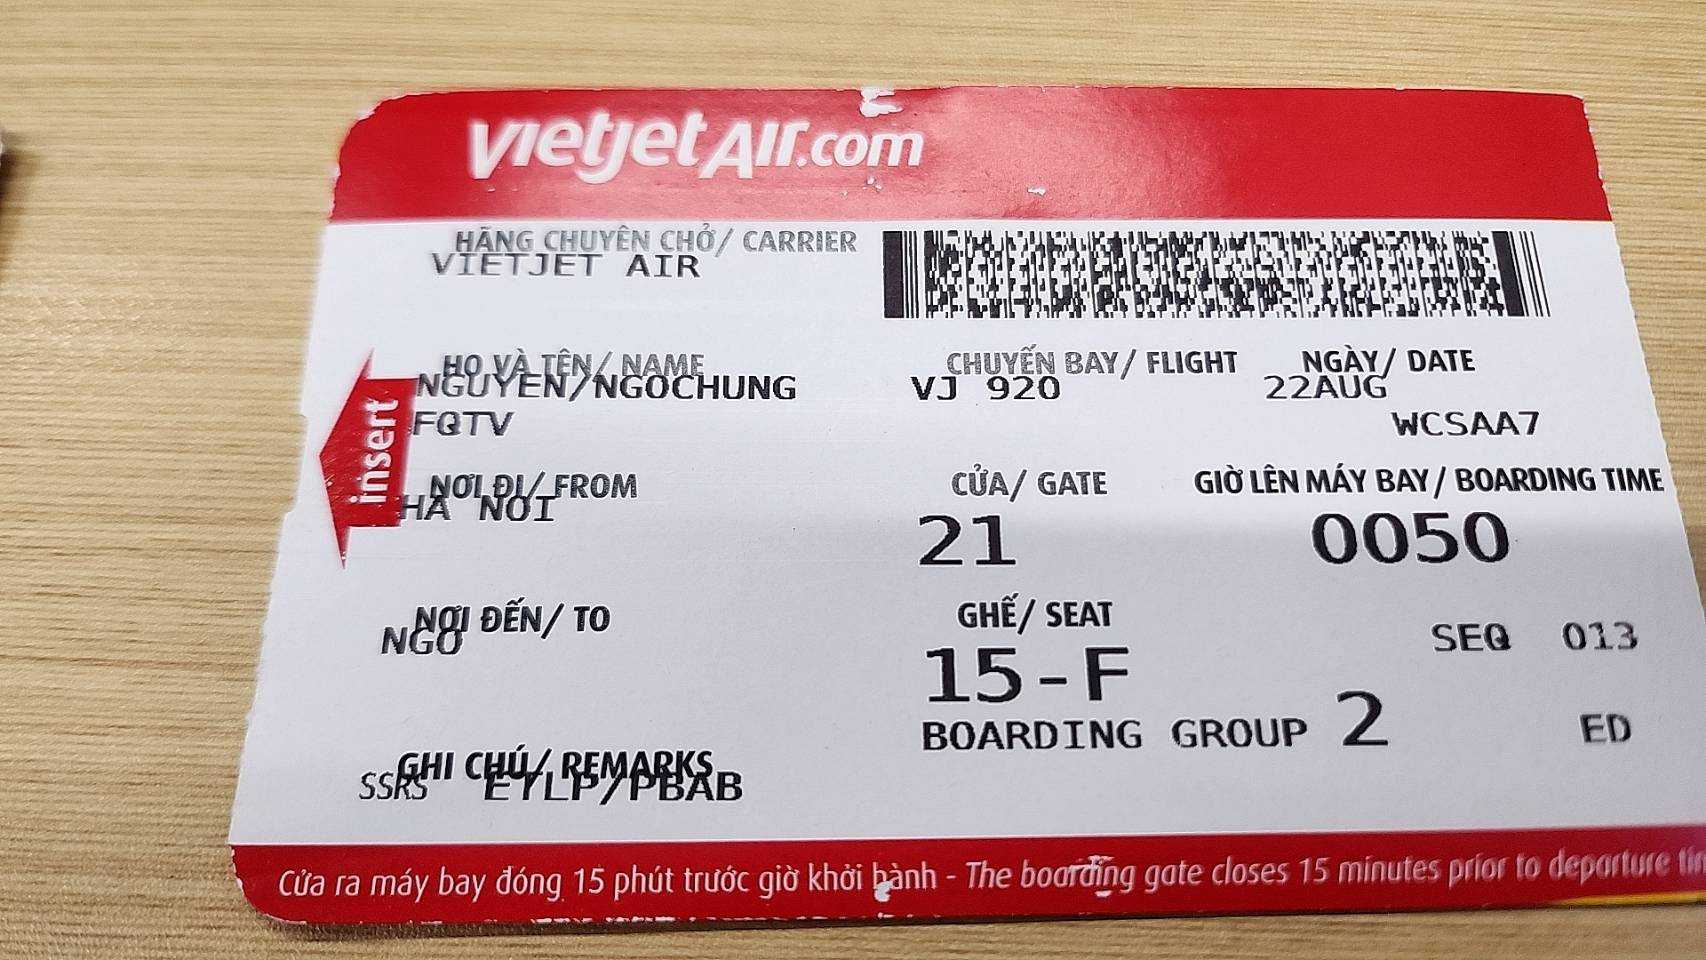 vietjetAir.com
HÃNG CHUYÊN CHỞ/ CARRIER
VIETJET AIR
HỌ VÀ TÊN/ NAME
NGUYEN/NGOCHUNG
CHUYẾN BAY/ FLIGHT
VJ 920
NGÀY/ DATE
22AUG
FQTV
WCSAA7
insert
NƠI ĐI/ FROM
HA NOI
CỬA/ GATE
21
GIỜ LÊN MÁY BAY/ BOARDING TIME
0050
NƠI ĐẾN/ TO
NGO
GHẾ/ SEAT
15-F
SEQ 013
BOARDING GROUP 2
ED
GHI CHÚ/ REMARKS
SSRS ETLP/PBAB
Cửa ra máy bay đóng 15 phút trước giờ khởi hành - The boarding gate closes 15 minutes prior to departure